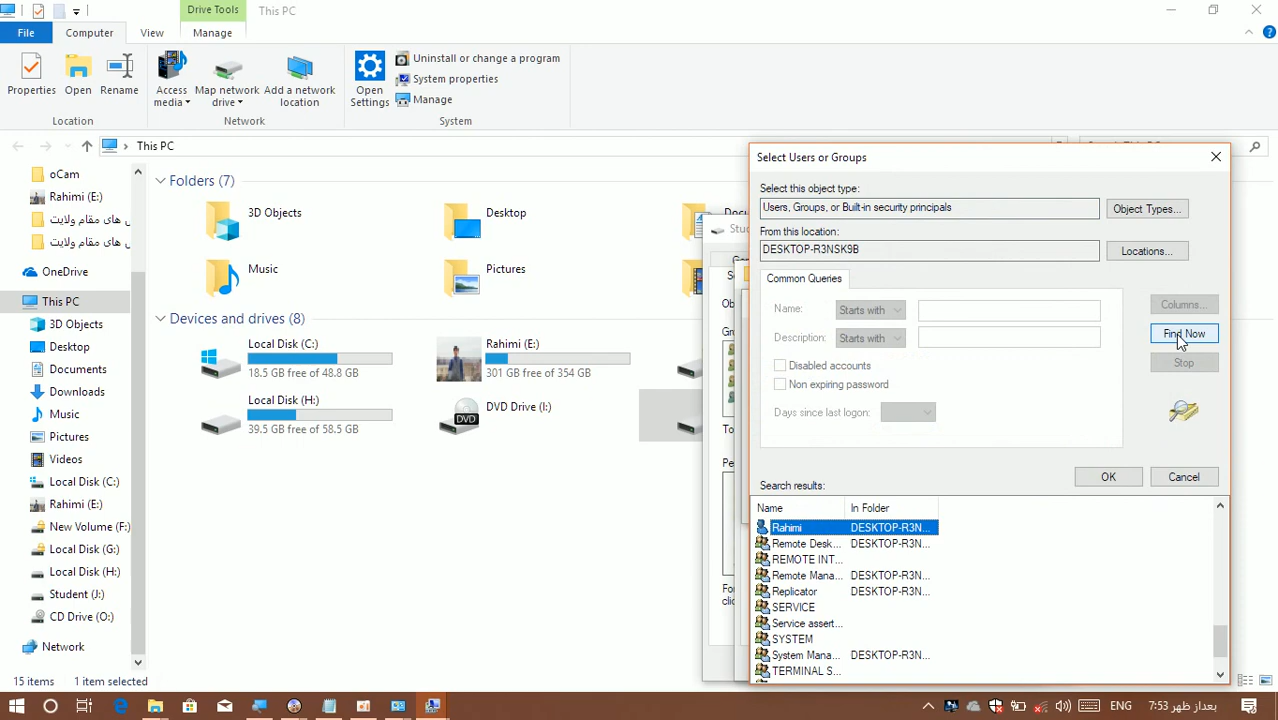 Drive Tools
This PC
File
Computer
View
Manage
Properties
Open
Rename
Access media
Map network drive
Add a network location
Open Settings
Uninstall or change a program
System properties
Manage
Location
Network
System
This PC
oCam
Rahimi (E:)
ی های مقام ولایت
ی های مقام ولایت
OneDrive
This PC
3D Objects
Desktop
Documents
Downloads
Music
Pictures
Videos
Local Disk (C:)
Rahimi (E:)
New Volume (F:)
Local Disk (G:)
Local Disk (H:)
Student (J:)
CD Drive (O:)
Network
Folders (7)
3D Objects
Desktop
Music
Pictures
Devices and drives (8)
Local Disk (C:)
18.5 GB free of 48.8 GB
Rahimi (E:)
301 GB free of 354 GB
Local Disk (H:)
39.5 GB free of 58.5 GB
DVD
DVD Drive (I:)
Select Users or Groups
Select this object type:
Users, Groups, or Built-in security principals
Object Types...
From this location:
DESKTOP-R3NSK9B
Locations...
Common Queries
Name:
Starts with
Description:
Starts with
Disabled accounts
Non expiring password
Days since last logon:
Columns...
Find Now
Stop
OK
Cancel
Search results:
Name
In Folder
Rahimi
DESKTOP-R3N...
Remote Desk...
DESKTOP-R3N...
REMOTE INT...
Remote Mana...
DESKTOP-R3N...
Replicator
DESKTOP-R3N...
SERVICE
Service assert...
SYSTEM
System Mana...
DESKTOP-R3N...
TERMINAL S...
15 items
1 item selected
ENG
7:53 بعداز ظهر